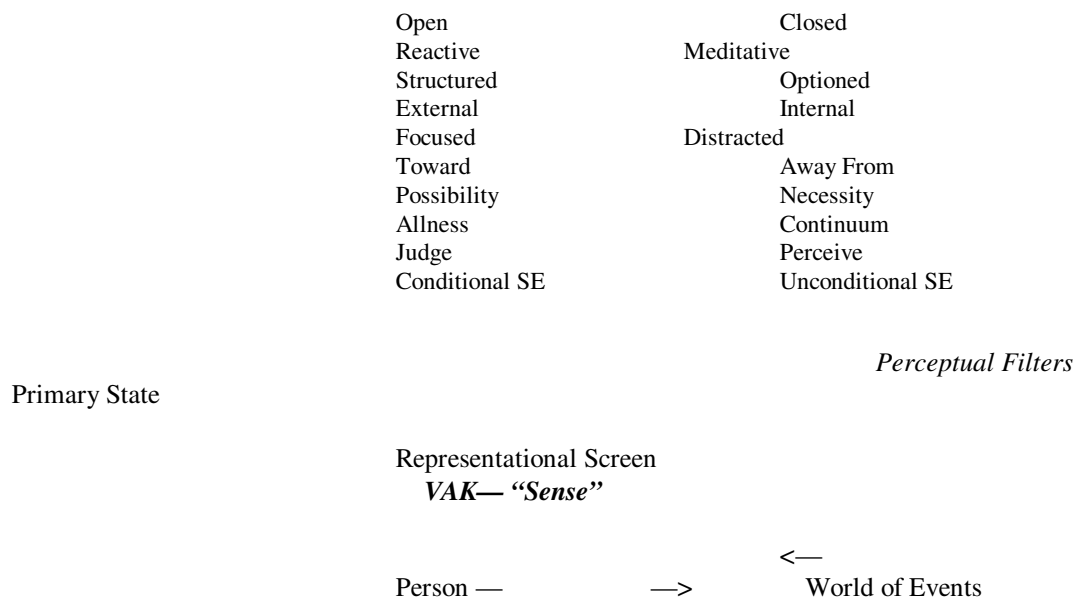 Open Closed
Reactive Meditative
Structured Optioned
External Internal
Focused Distracted
Toward Away From
Possibility Necessity
Allness Continuum
Judge Perceive
Conditional SE Unconditional SE
Perceptual Filters
Primary State
Representational Screen
VAK— “Sense”
<—
Person — —> World of Events